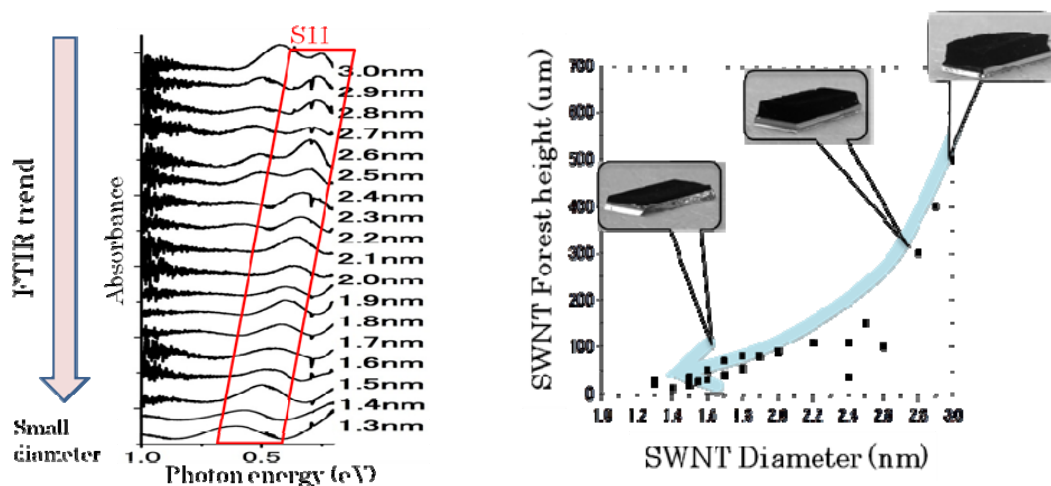 S11
3.0nm
2.9nm
2.8nm
2.7nm
2.6nm
2.5nm
2.4nm
2.3nm
2.2nm
2.1nm
2.0nm
1.9nm
1.8nm
1.7nm
1.6nm
1.5nm
1.4nm
1.3nm
FTIR trend
Absorbance
Small
diameter
1.0
0.5
Photon energy (eV)
SWNT Forest height (um)
700
600
500
400
300
200
100
0
1.0 1.2 1.4 1.6 1.8 2.0 2.2 2.4 2.6 2.8 3.0
SWNT Diameter (nm)